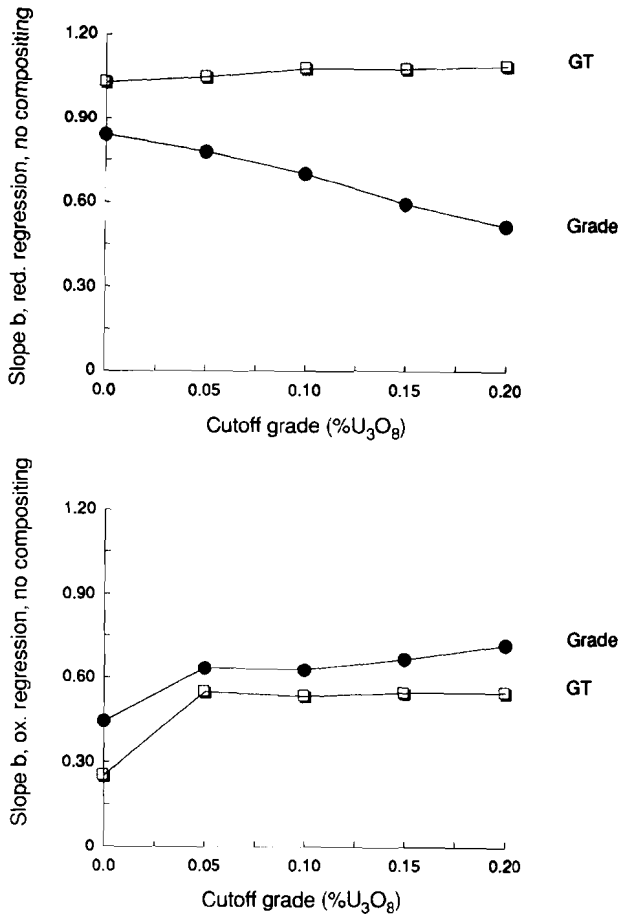 Slope b, red. regression, no compositing
1.20
0.90
0.60
0.30
0
GT
Grade
0.0 0.05 0.10 0.15 0.20
Cutoff grade (%U₃O₈)
Slope b, ox. regression, no compositing
1.20
0.90
0.60
0.30
0
Grade
GT
0.0 0.05 0.10 0.15 0.20
Cutoff grade (%U₃O₈)